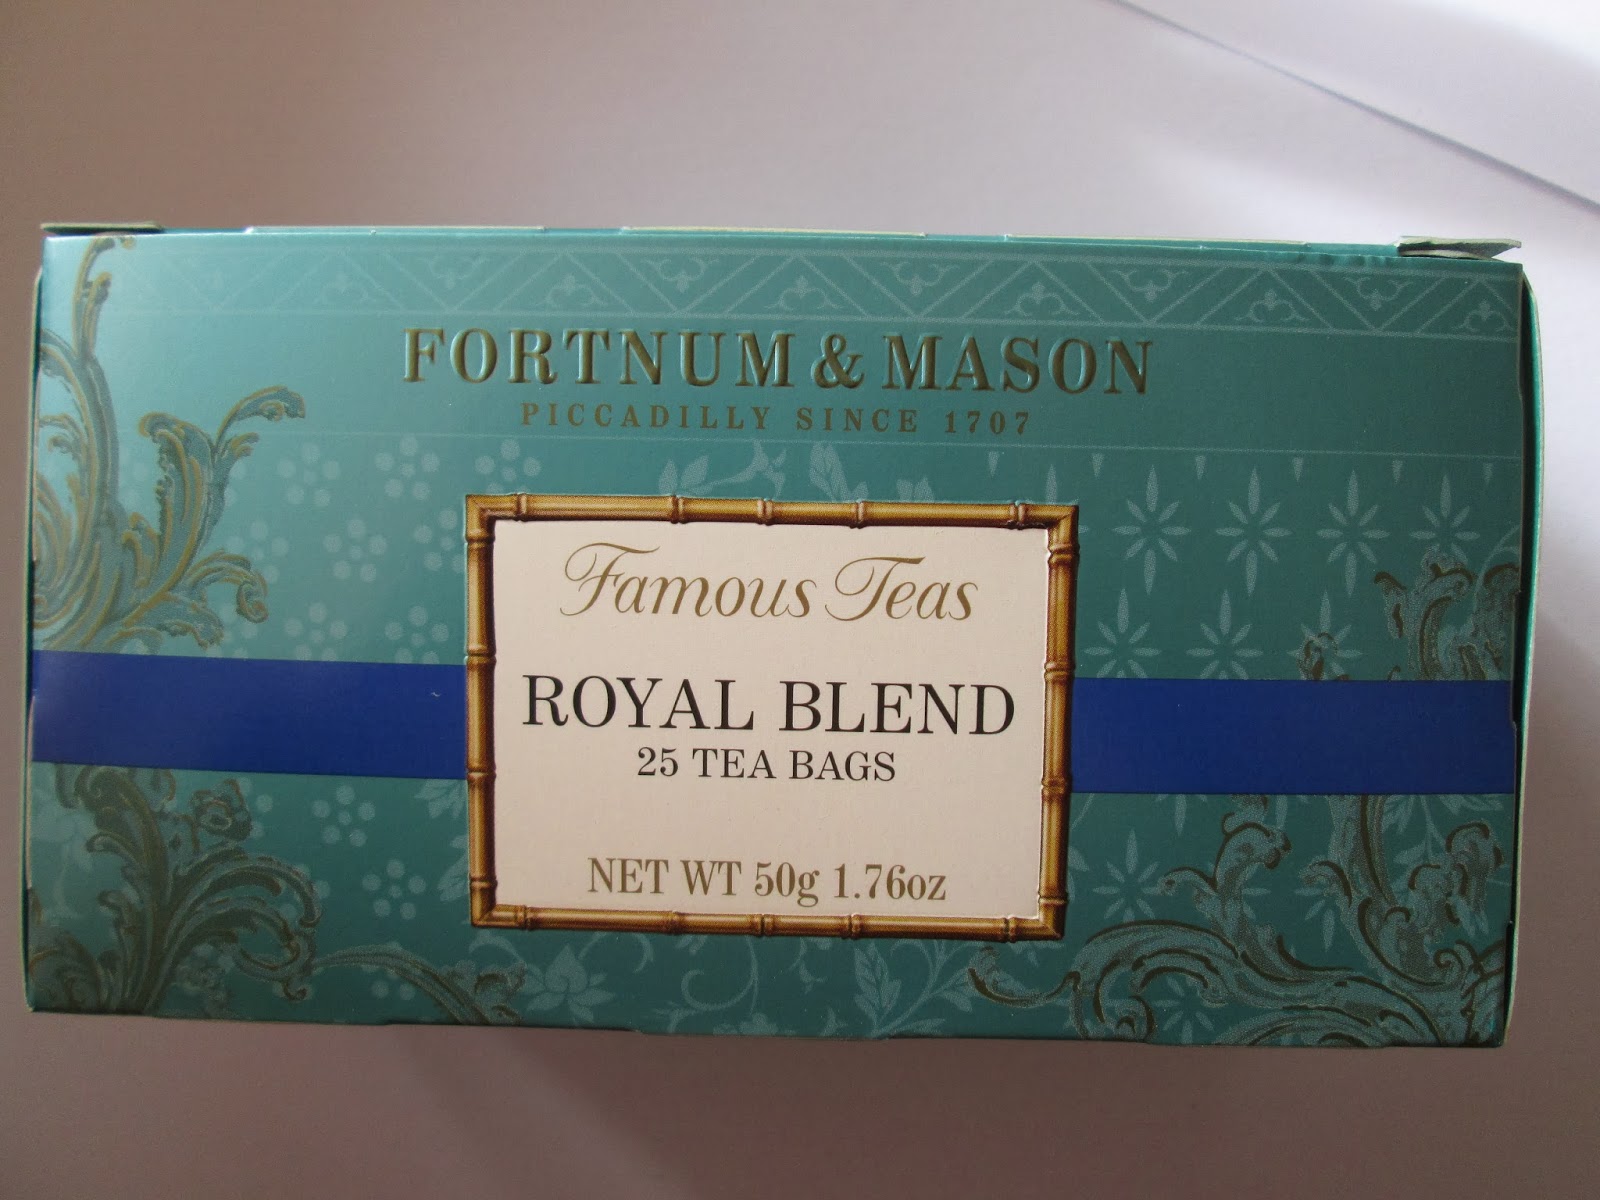 FORTNUM & MASON
PICCADILLY SINCE 1707
Famous Teas
ROYAL BLEND
25 TEA BAGS
NET WT 50g 1.76oz